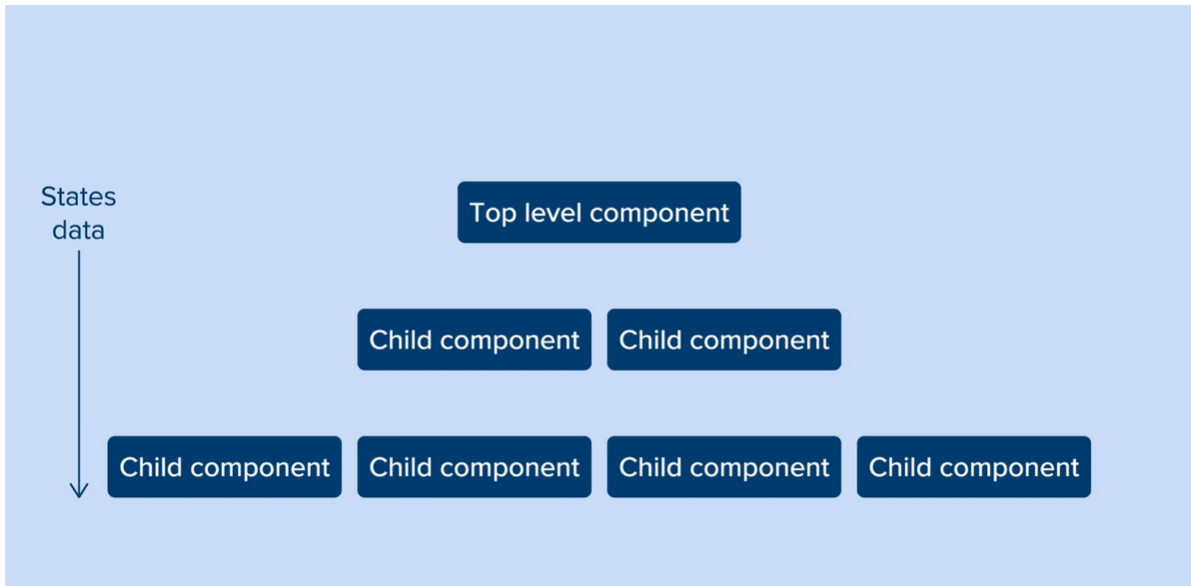 States
data
Top level component
Child component
Child component
Child component
Child component
Child component
Child component